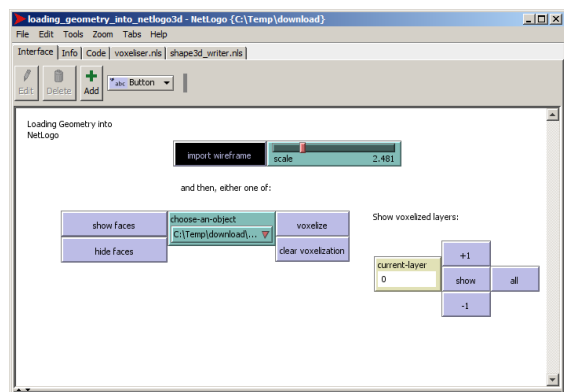 loading_geometry_into_netlogo3d - NetLogo {C:\Temp\download}
File Edit Tools Zoom Tabs Help
Interface Info Code voxeliser.nls shape3d_writer.nls
Edit Delete Add abc Button
Loading Geometry into
NetLogo
import wireframe
scale 2.481
and then, either one of:
show faces
hide faces
choose-an-object
C:\Temp\download\...
voxelize
clear voxelization
Show voxelized layers:
current-layer
0
+1
show
all
-1